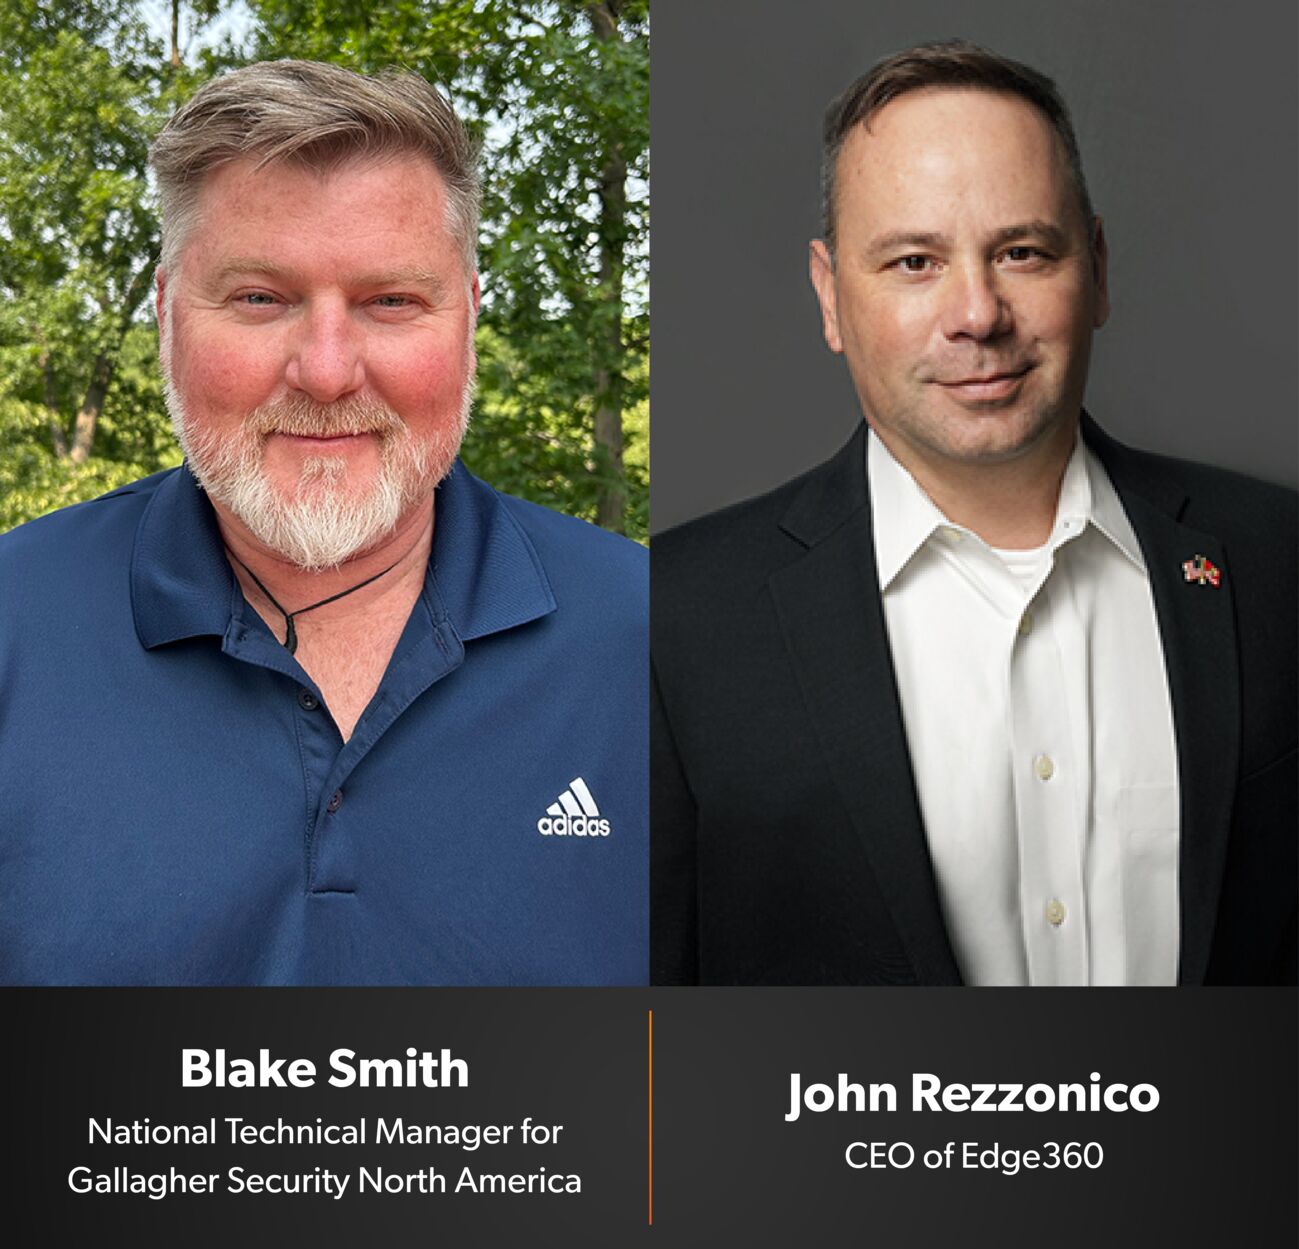 adidas
Blake Smith
National Technical Manager for
Gallagher Security North America
John Rezzonico
CEO of Edge360